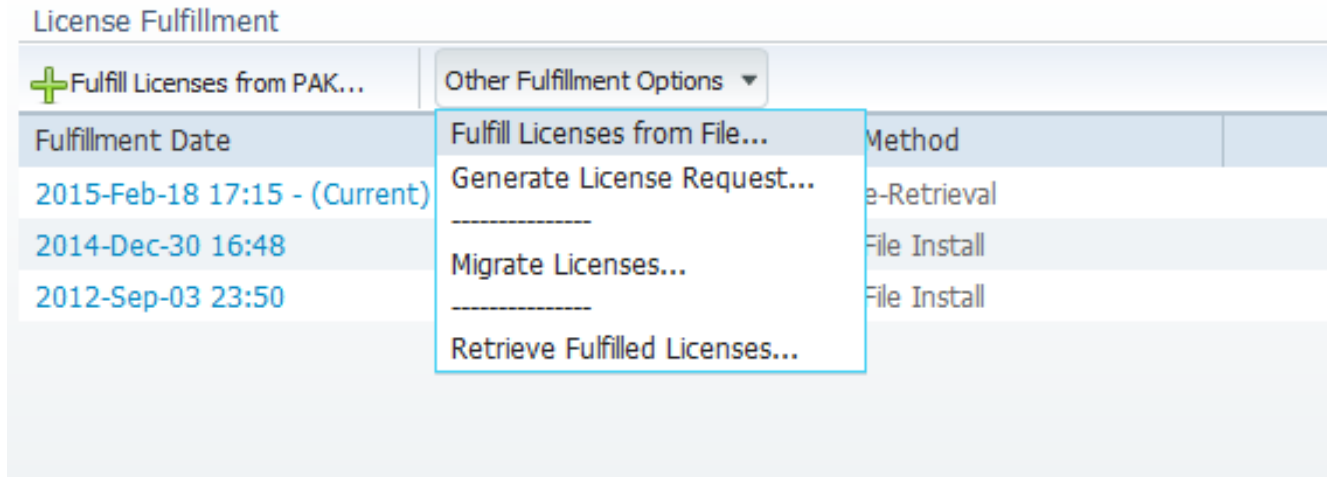 License Fulfillment
Fulfill Licenses from PAK... Other Fulfillment Options
Fulfillment Date Method
Fulfill Licenses from File...
Generate License Request...
---------------
Migrate Licenses...
---------------
Retrieve Fulfilled Licenses...
2015-Feb-18 17:15 - (Current) e-Retrieval
2014-Dec-30 16:48 File Install
2012-Sep-03 23:50 File Install